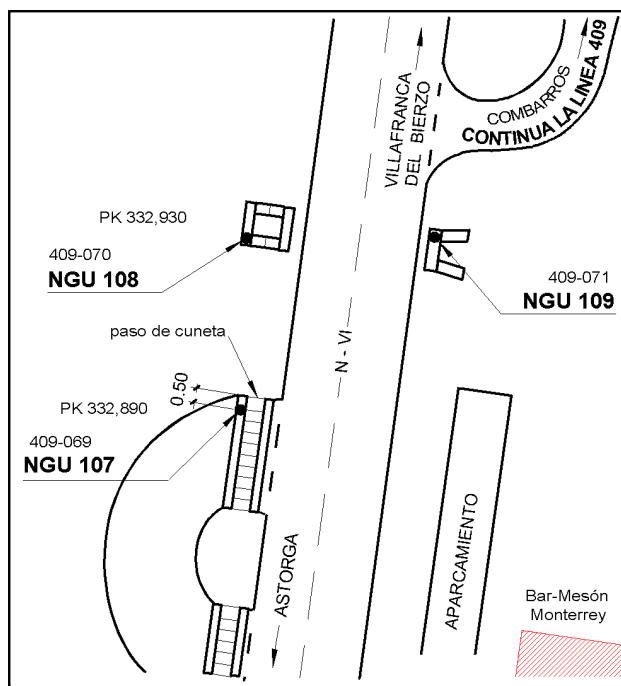 COMBARROS
CONTINUA LA LINEA 409
VILLAFRANCA
DEL BIERZO
PK 332,930
409-070
NGU 108
409-071
NGU 109
paso de cuneta
N - VI
0.50
PK 332,890
409-069
NGU 107
ASTORGA
APARCAMIENTO
Bar-Mesón
Monterrey